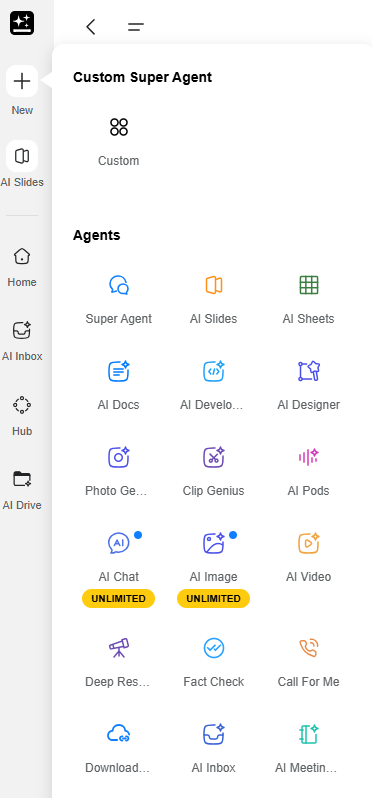 Custom Super Agent
New
Custom
AI Slides
Agents
Home
Super Agent
AI Slides
AI Sheets
AI Inbox
AI Docs
AI Develo...
AI Designer
Hub
Photo Ge...
Clip Genius
AI Pods
AI Drive
AI
AI Chat
AI Image
AI Video
UNLIMITED
UNLIMITED
Deep Res...
Fact Check
Call For Me
Download...
AI Inbox
AI Meetin...